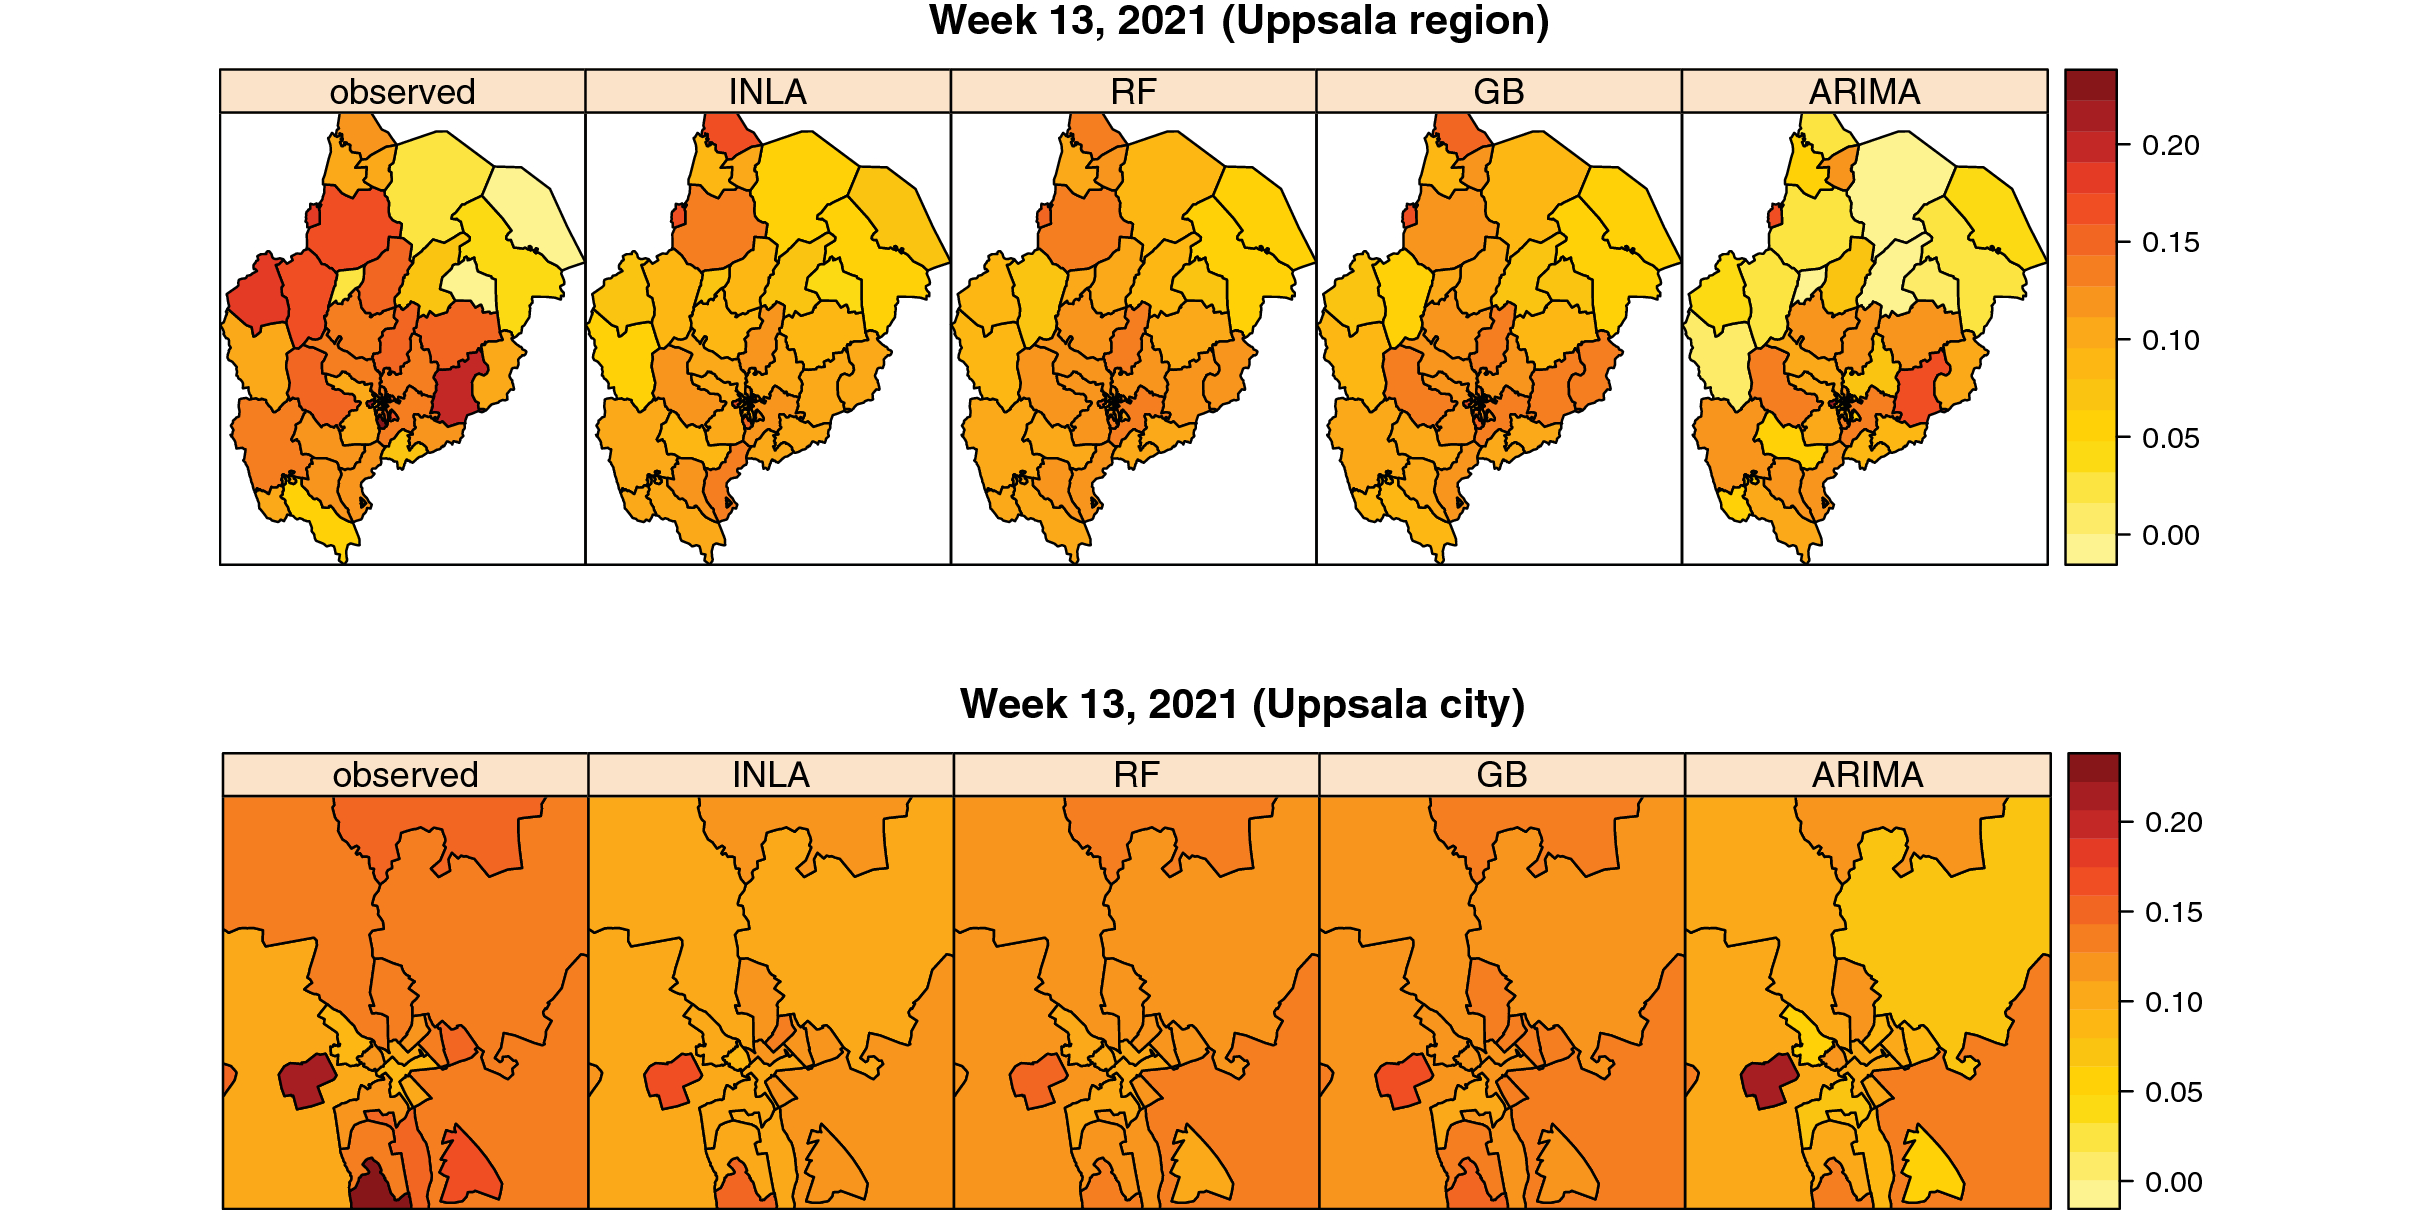 Week 13, 2021 (Uppsala region)
observed INLA RF GB ARIMA
0.20
0.15
0.10
0.05
0.00
Week 13, 2021 (Uppsala city)
observed INLA RF GB ARIMA
0.20
0.15
0.10
0.05
0.00